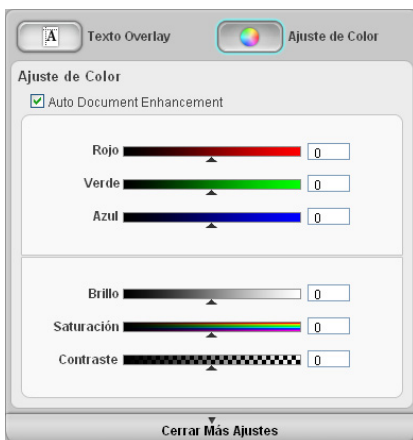 A Texto Overlay Ajuste de Color
Ajuste de Color
Auto Document Enhancement
Rojo 0
Verde 0
Azul 0
Brillo 0
Saturación 0
Contraste 0
Cerrar Más Ajustes